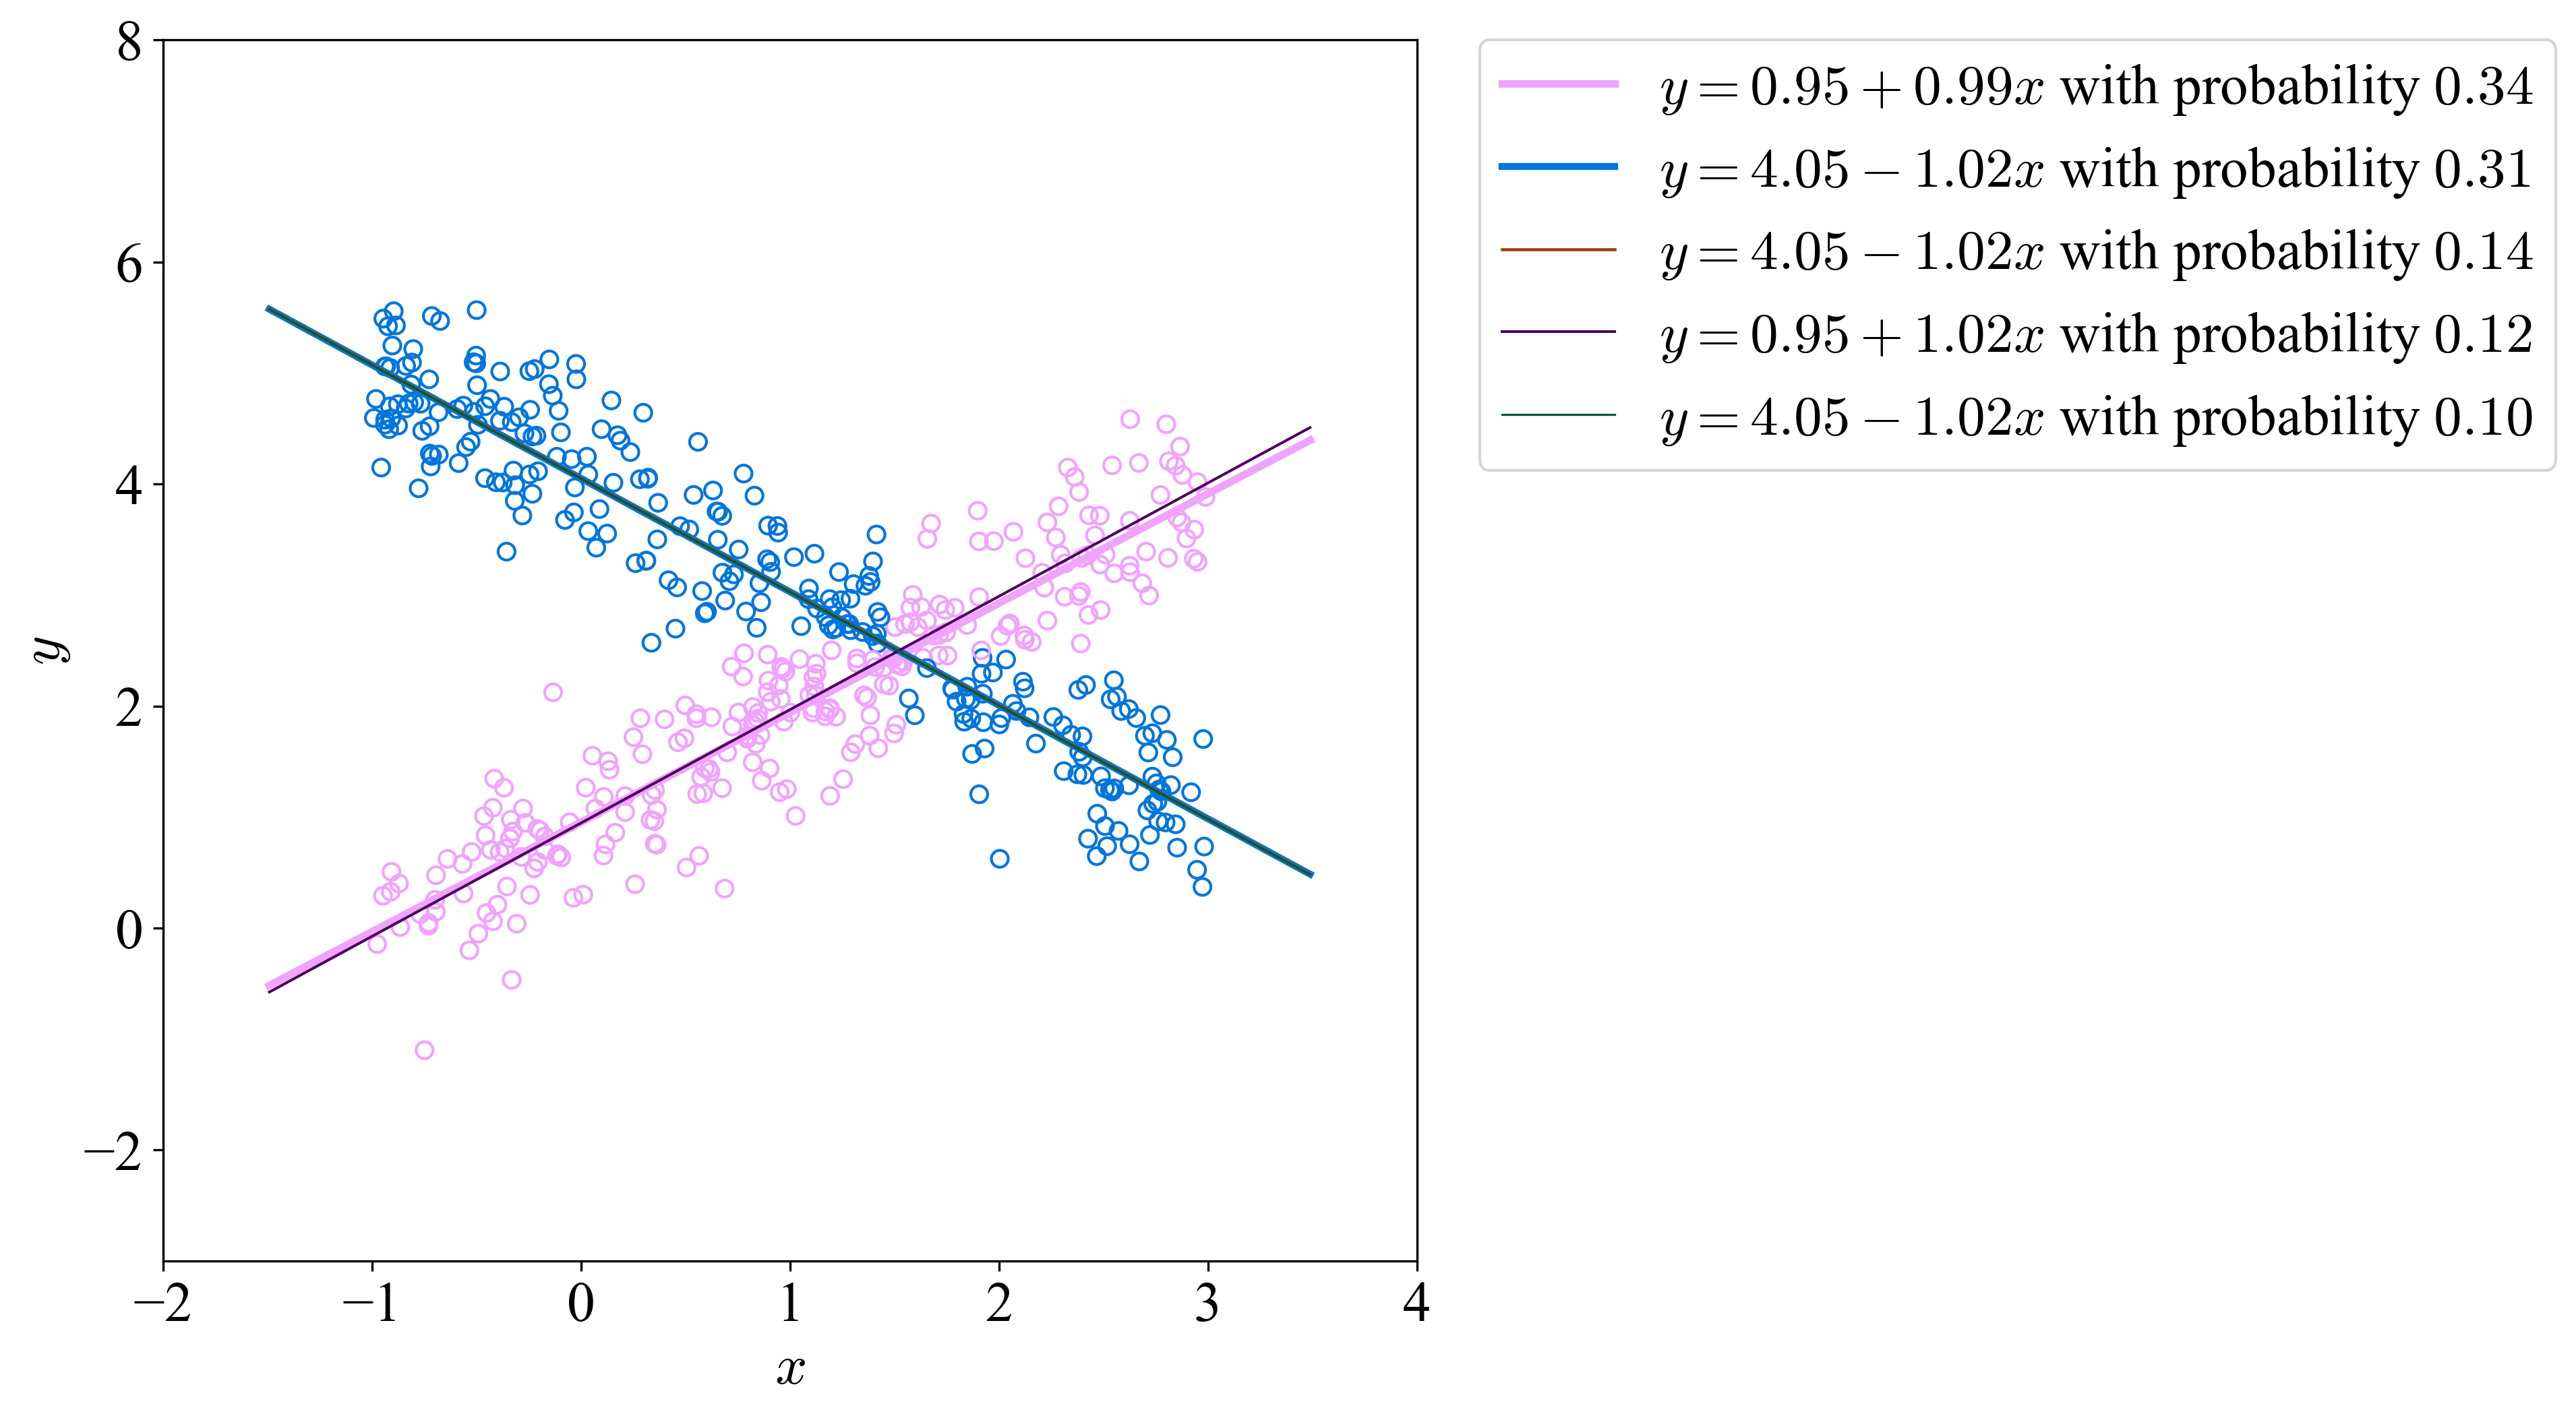 8
6
4
2
0
−2
−2 −1 0 1 2 3 4
y
x
y = 0.95 + 0.99x with probability 0.34
y = 4.05 − 1.02x with probability 0.31
y = 4.05 − 1.02x with probability 0.14
y = 0.95 + 1.02x with probability 0.12
y = 4.05 − 1.02x with probability 0.10